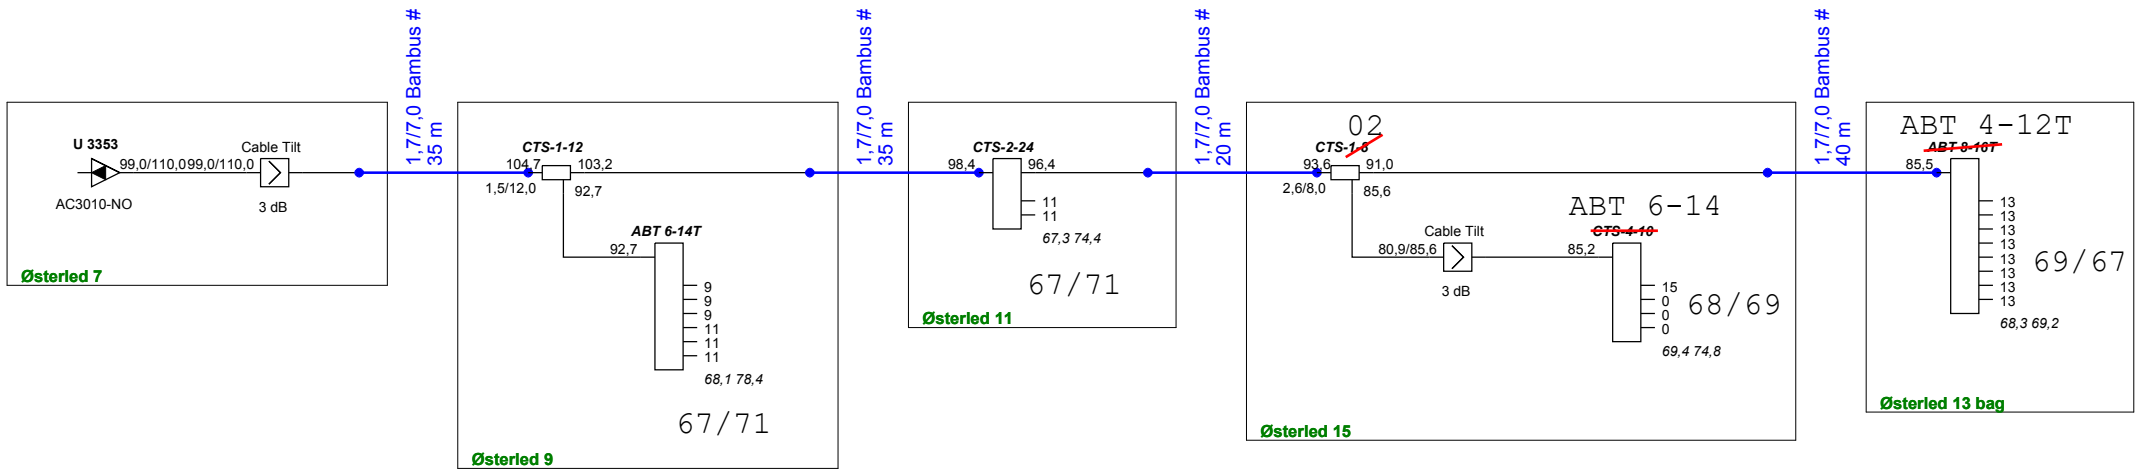 U 3353
99,0/110,0
99,0/110,0
AC3010-NO
Cable Tilt
3 dB
Østerled 7
1,7/7,0 Bambus #
35 m
CTS-1-12
104,7
103,2
1,5/12,0
92,7
ABT 6-14T
92,7
9
9
9
11
11
11
68,1 78,4
67/71
Østerled 9
1,7/7,0 Bambus #
35 m
CTS-2-24
98,4
96,4
11
11
67,3 74,4
67/71
Østerled 11
1,7/7,0 Bambus #
20 m
02
CTS-1-8
93,6
91,0
2,6/8,0
85,6
Cable Tilt
80,9/85,6
3 dB
ABT 6-14
CTS-4-10
85,2
15
0
0
0
68/69
69,4 74,8
Østerled 15
1,7/7,0 Bambus #
40 m
ABT 4-12T
ABT 8-16T
85,5
13
13
13
13
13
13
13
13
69/67
68,3 69,2
Østerled 13 bag